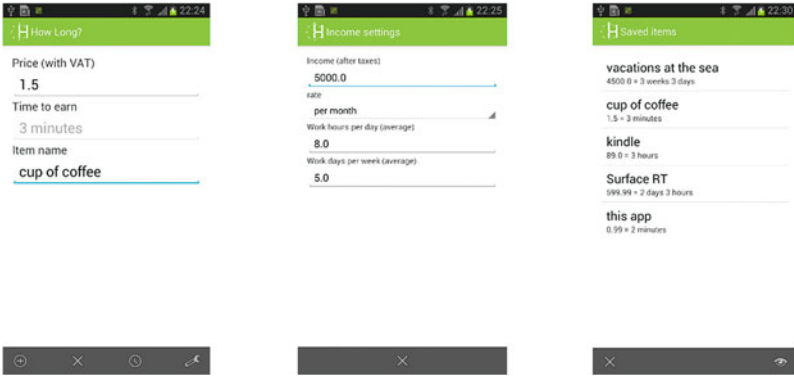 22:24
How Long?
Price (with VAT)
1.5
Time to earn
3 minutes
Item name
cup of coffee
22:25
Income settings
Income (after taxes)
5000.0
rate
per month
Work hours per day (average)
8.0
Work days per week (average)
5.0
22:30
Saved items
vacations at the sea
4500.0 = 3 weeks 3 days
cup of coffee
1.5 = 3 minutes
kindle
89.0 = 3 hours
Surface RT
599.99 = 2 days 3 hours
this app
0.99 = 2 minutes